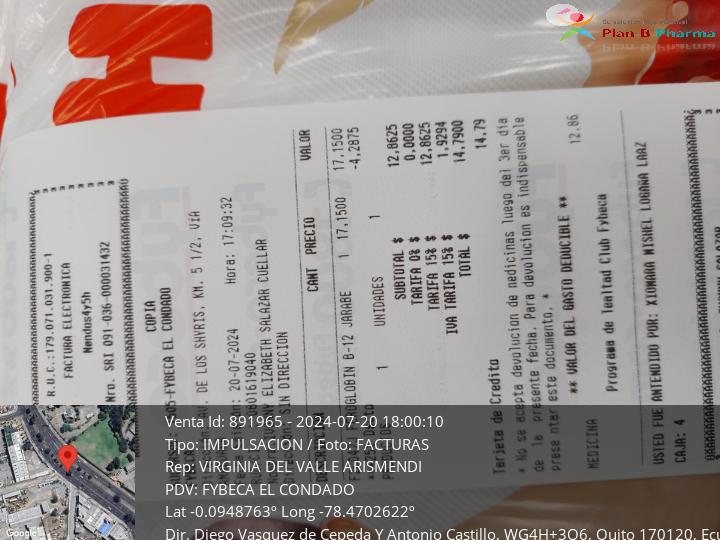 Plan B Pharma
R.U.C.:179.071.031.900-1
FACTURA ELECTRONICA
Nro. SRI 091-036-000031432
COPIA
FYBECA EL CONDADO
AV. DE LOS SHYRIS, KM. 5 1/2, VIA
20-07-2024 Hora: 17:09:32
ELIZABETH SALAZAR CUELLAR
SIN DIRECCION
CANT PRECIO VALOR
B-12 JARABE 1 17,1500 17,1500
-4,2875
1 UNIDADES 1
SUBTOTAL $ 12,8625
TARIFA 0% $ 0,0000
TARIFA 15% $ 12,8625
IVA TARIFA 15% $ 1,9294
TOTAL $ 14,7900
Tarjeta de Credito 14,79
* No se acepta devolucion de medicinas luego del 3er dia
de la presente fecha. Para devolucion es indispensable
presentar este documento. *
** VALOR DEL GASTO DEDUCIBLE **
MEDICINA 12.86
Programa de lealtad Club Fybeca
USTED FUE ANTENDIDO POR: XIOMARA MISHEL LUGAÑA LAAZ
CAJA: 4
Venta Id: 891965 - 2024-07-20 18:00:10
Tipo: IMPULSACION / Foto: FACTURAS
Rep: VIRGINIA DEL VALLE ARISMENDI
PDV: FYBECA EL CONDADO
Lat -0.0948763º Long -78.4702622º
Dir. Diego Vasquez de Cepeda Y Antonio Castillo, WG4H+3Q6, Quito 170120, Ecu
Google